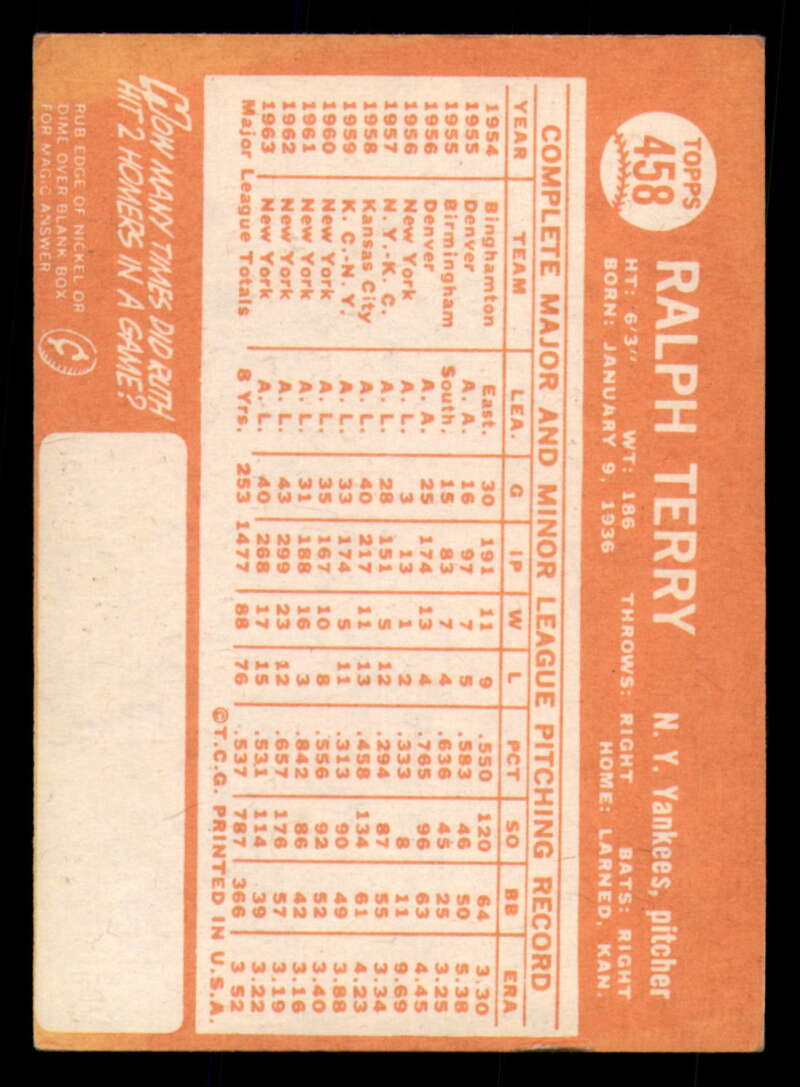 TOPPS
458
RALPH TERRY N. Y. Yankees, pitcher
HT: 6'3" WT: 186 THROWS: RIGHT BATS: RIGHT
BORN: JANUARY 9, 1936 HOME: LARNED, KAN.
COMPLETE MAJOR AND MINOR LEAGUE PITCHING RECORD
YEAR TEAM LEA. G IP W L PCT SO BB ERA
1954 Binghamton East. 30 191 11 9 .550 120 64 3.30
1955 Denver A. A. 16 97 7 5 .583 46 50 5.38
1955 Birmingham South. 15 83 7 4 .636 45 25 3.25
1956 Denver A. A. 25 174 13 4 .765 96 63 4.45
1956 New York A. L. 3 13 1 2 .333 8 11 9.69
1957 N. Y.-K. C. A. L. 28 151 5 12 .294 87 55 3.34
1958 Kansas City A. L. 40 217 11 13 .458 134 61 4.23
1959 K. C.-N. Y. A. L. 33 174 5 11 .313 90 49 3.88
1960 New York A. L. 35 167 10 8 .556 92 52 3.40
1961 New York A. L. 31 188 16 3 .842 86 42 3.16
1962 New York A. L. 43 299 23 12 .657 176 57 3.19
1963 New York A. L. 40 268 17 15 .531 114 39 3.22
Major League Totals 8 Yrs. 253 1477 88 76 .537 787 366 3.52
©T.C.G. PRINTED IN U.S.A.
HOW MANY TIMES DID RUTH
HIT 2 HOMERS IN A GAME?
RUB EDGE OF NICKEL OR
DIME OVER BLANK BOX
FOR MAGIC ANSWER